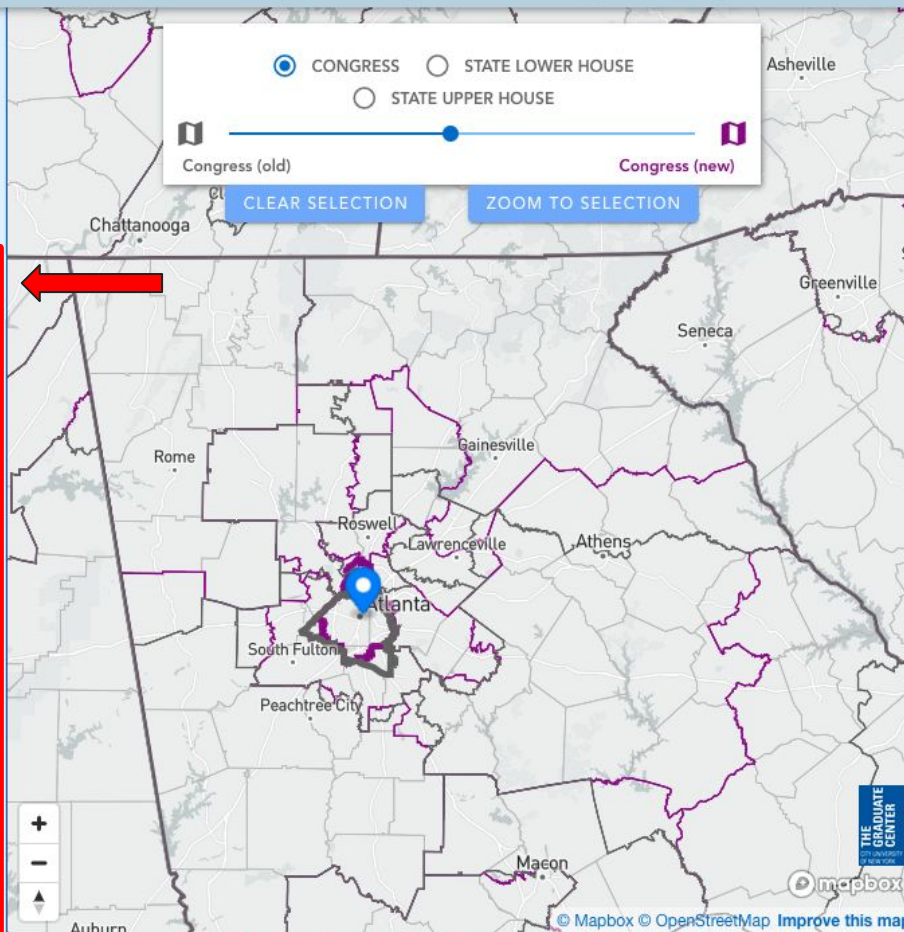 CONGRESS STATE LOWER HOUSE
STATE UPPER HOUSE
Congress (old) Congress (new)
CLEAR SELECTION ZOOM TO SELECTION
Asheville
Chattanooga
Greenville
Seneca
Gainesville
Rome
Roswell
Lawrenceville
Athens
Atlanta
South Fulton
Peachtree City
Macon
Auburn
+
−
THE
GRADUATE
CENTER
CITY UNIVERSITY
OF NEW YORK
mapbox
© Mapbox © OpenStreetMap Improve this map